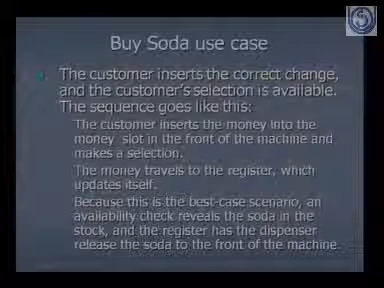 Buy Soda use case
The customer inserts the correct change,
and the customer's selection is available.
The sequence goes like this:
The customer inserts the money into the
money slot in the front of the machine and
makes a selection.
The money travels to the register, which
updates itself.
Because this is the best-case scenario, an
availability check reveals the soda in the
stock, and the register has the dispenser
release the soda to the front of the machine.